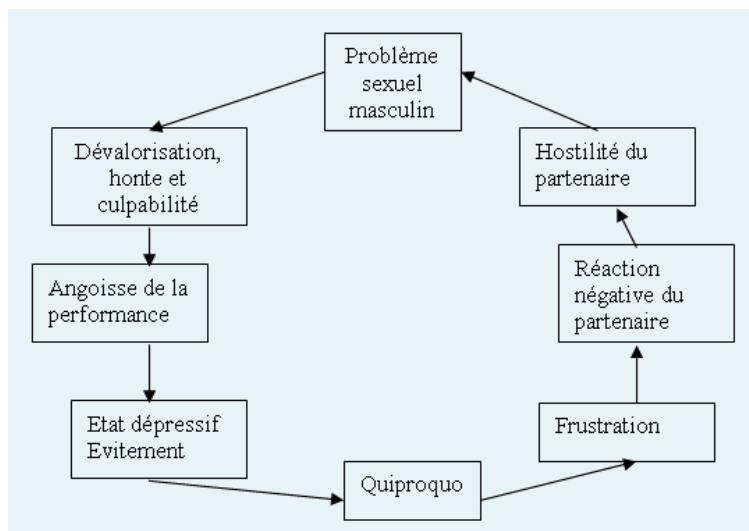 Problème
sexuel
masculin
Dévalorisation,
honte et
culpabilité
Angoisse de la
performance
Etat dépressif
Evitement
Quiproquo
Frustration
Réaction
négative du
partenaire
Hostilité du
partenaire